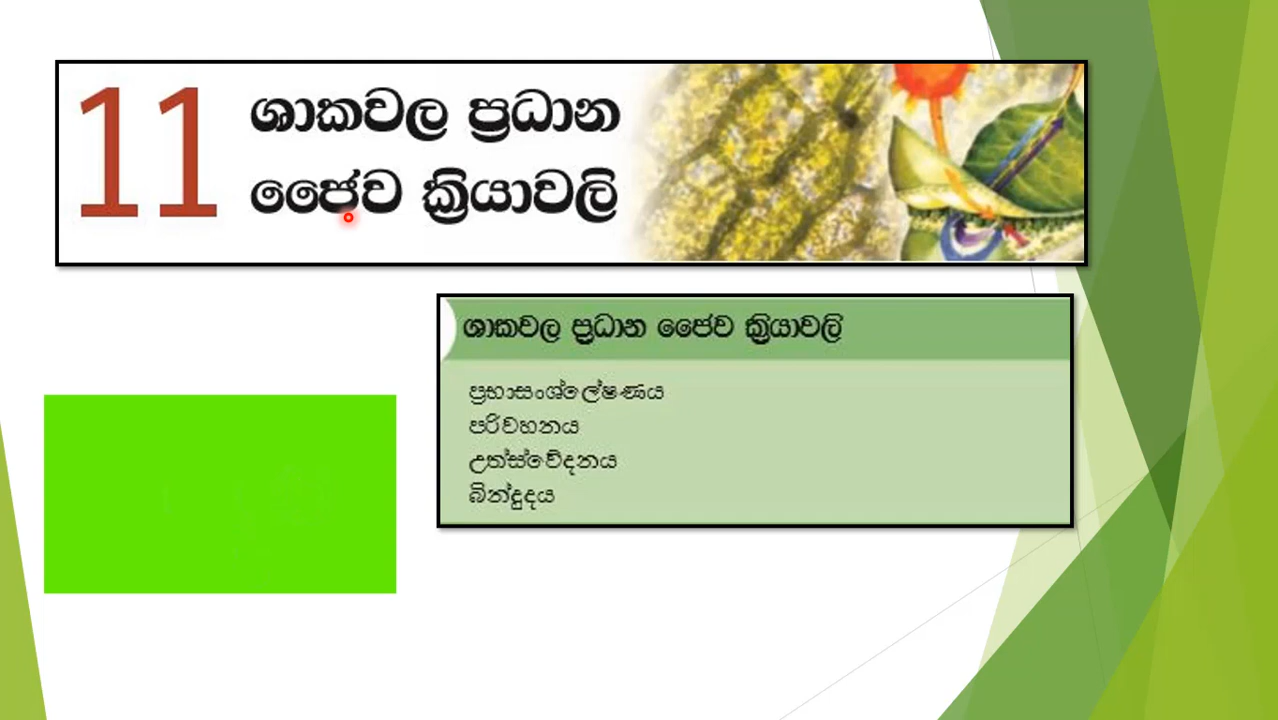 11
ශාකවල ප්‍රධාන
ජෛව ක්‍රියාවලි
ශාකවල ප්‍රධාන ජෛව ක්‍රියාවලි
ප්‍රභාසංශ්ලේෂණය
පරිවහනය
උත්ස්වේදනය
බින්දුදය